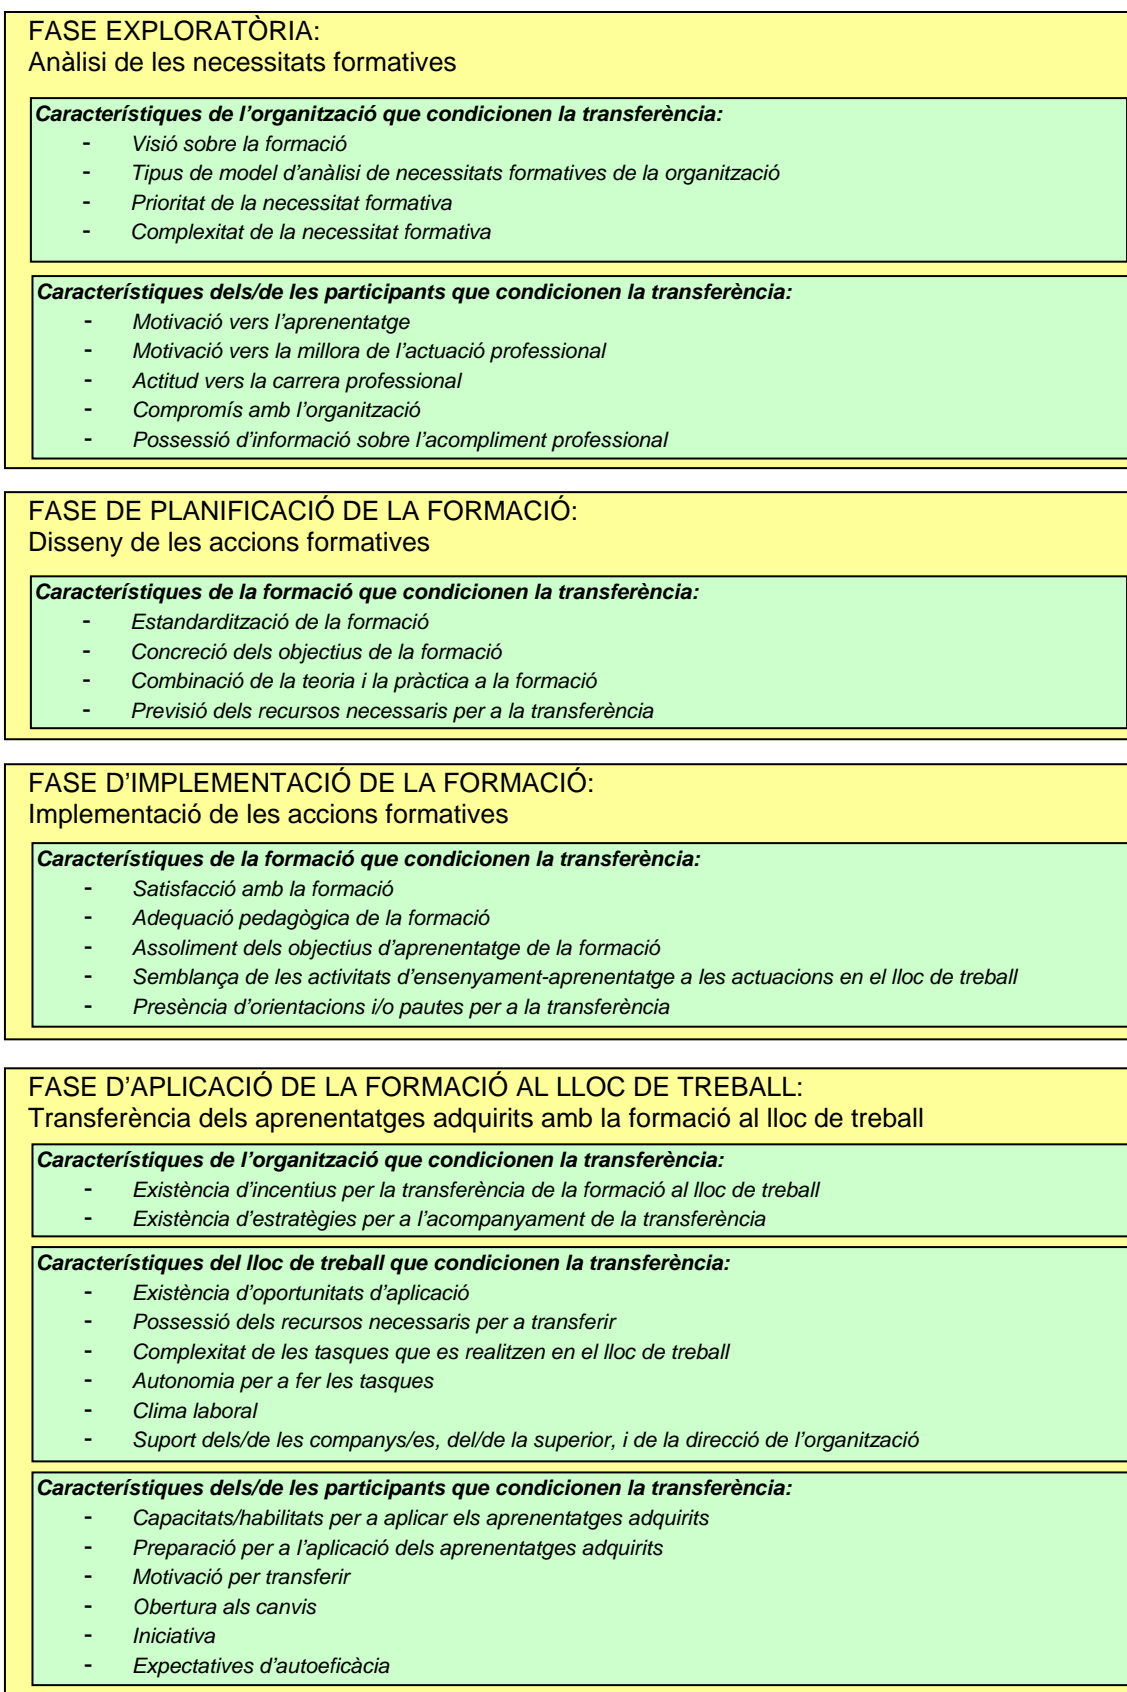 FASE EXPLORATÒRIA:
Anàlisi de les necessitats formatives
Característiques de l’organització que condicionen la transferència:
- Visió sobre la formació
- Tipus de model d’anàlisi de necessitats formatives de la organització
- Prioritat de la necessitat formativa
- Complexitat de la necessitat formativa
Característiques dels/de les participants que condicionen la transferència:
- Motivació vers l’aprenentatge
- Motivació vers la millora de l’actuació professional
- Actitud vers la carrera professional
- Compromís amb l’organització
- Possessió d’informació sobre l’acompliment professional
FASE DE PLANIFICACIÓ DE LA FORMACIÓ:
Disseny de les accions formatives
Característiques de la formació que condicionen la transferència:
- Estandardització de la formació
- Concreció dels objectius de la formació
- Combinació de la teoria i la pràctica a la formació
- Previsió dels recursos necessaris per a la transferència
FASE D’IMPLEMENTACIÓ DE LA FORMACIÓ:
Implementació de les accions formatives
Característiques de la formació que condicionen la transferència:
- Satisfacció amb la formació
- Adequació pedagògica de la formació
- Assoliment dels objectius d’aprenentatge de la formació
- Semblança de les activitats d’ensenyament-aprenentatge a les actuacions en el lloc de treball
- Presència d’orientacions i/o pautes per a la transferència
FASE D’APLICACIÓ DE LA FORMACIÓ AL LLOC DE TREBALL:
Transferència dels aprenentatges adquirits amb la formació al lloc de treball
Característiques de l’organització que condicionen la transferència:
- Existència d’incentius per la transferència de la formació al lloc de treball
- Existència d’estratègies per a l’acompanyament de la transferència
Característiques del lloc de treball que condicionen la transferència:
- Existència d’oportunitats d’aplicació
- Possessió dels recursos necessaris per a transferir
- Complexitat de les tasques que es realitzen en el lloc de treball
- Autonomia per a fer les tasques
- Clima laboral
- Suport dels/de les companys/es, del/de la superior, i de la direcció de l’organització
Característiques dels/de les participants que condicionen la transferència:
- Capacitats/habilitats per a aplicar els aprenentatges adquirits
- Preparació per a l’aplicació dels aprenentatges adquirits
- Motivació per transferir
- Obertura als canvis
- Iniciativa
- Expectatives d’autoeficàcia